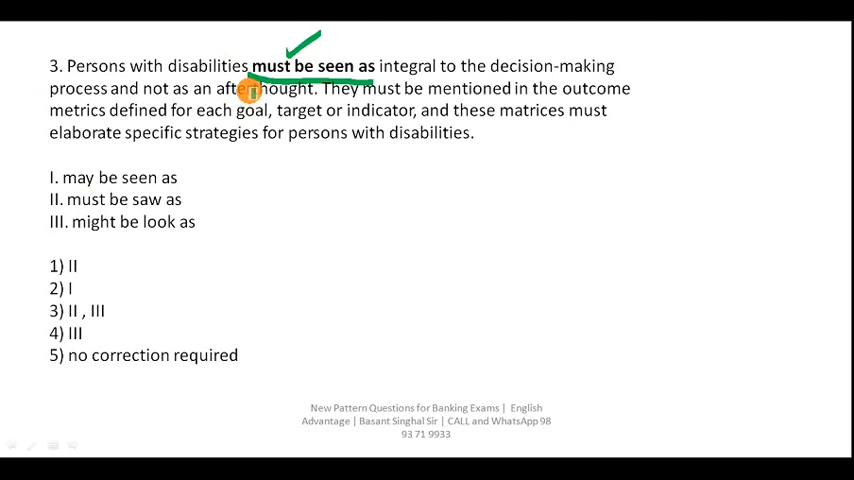 3. Persons with disabilities must be seen as integral to the decision-making
process and not as an afterthought. They must be mentioned in the outcome
metrics defined for each goal, target or indicator, and these matrices must
elaborate specific strategies for persons with disabilities.
I. may be seen as
II. must be saw as
III. might be look as
1) II
2) I
3) II , III
4) III
5) no correction required
New Pattern Questions for Banking Exams | English
Advantage | Basant Singhal Sir | CALL and WhatsApp 98
93 71 9933